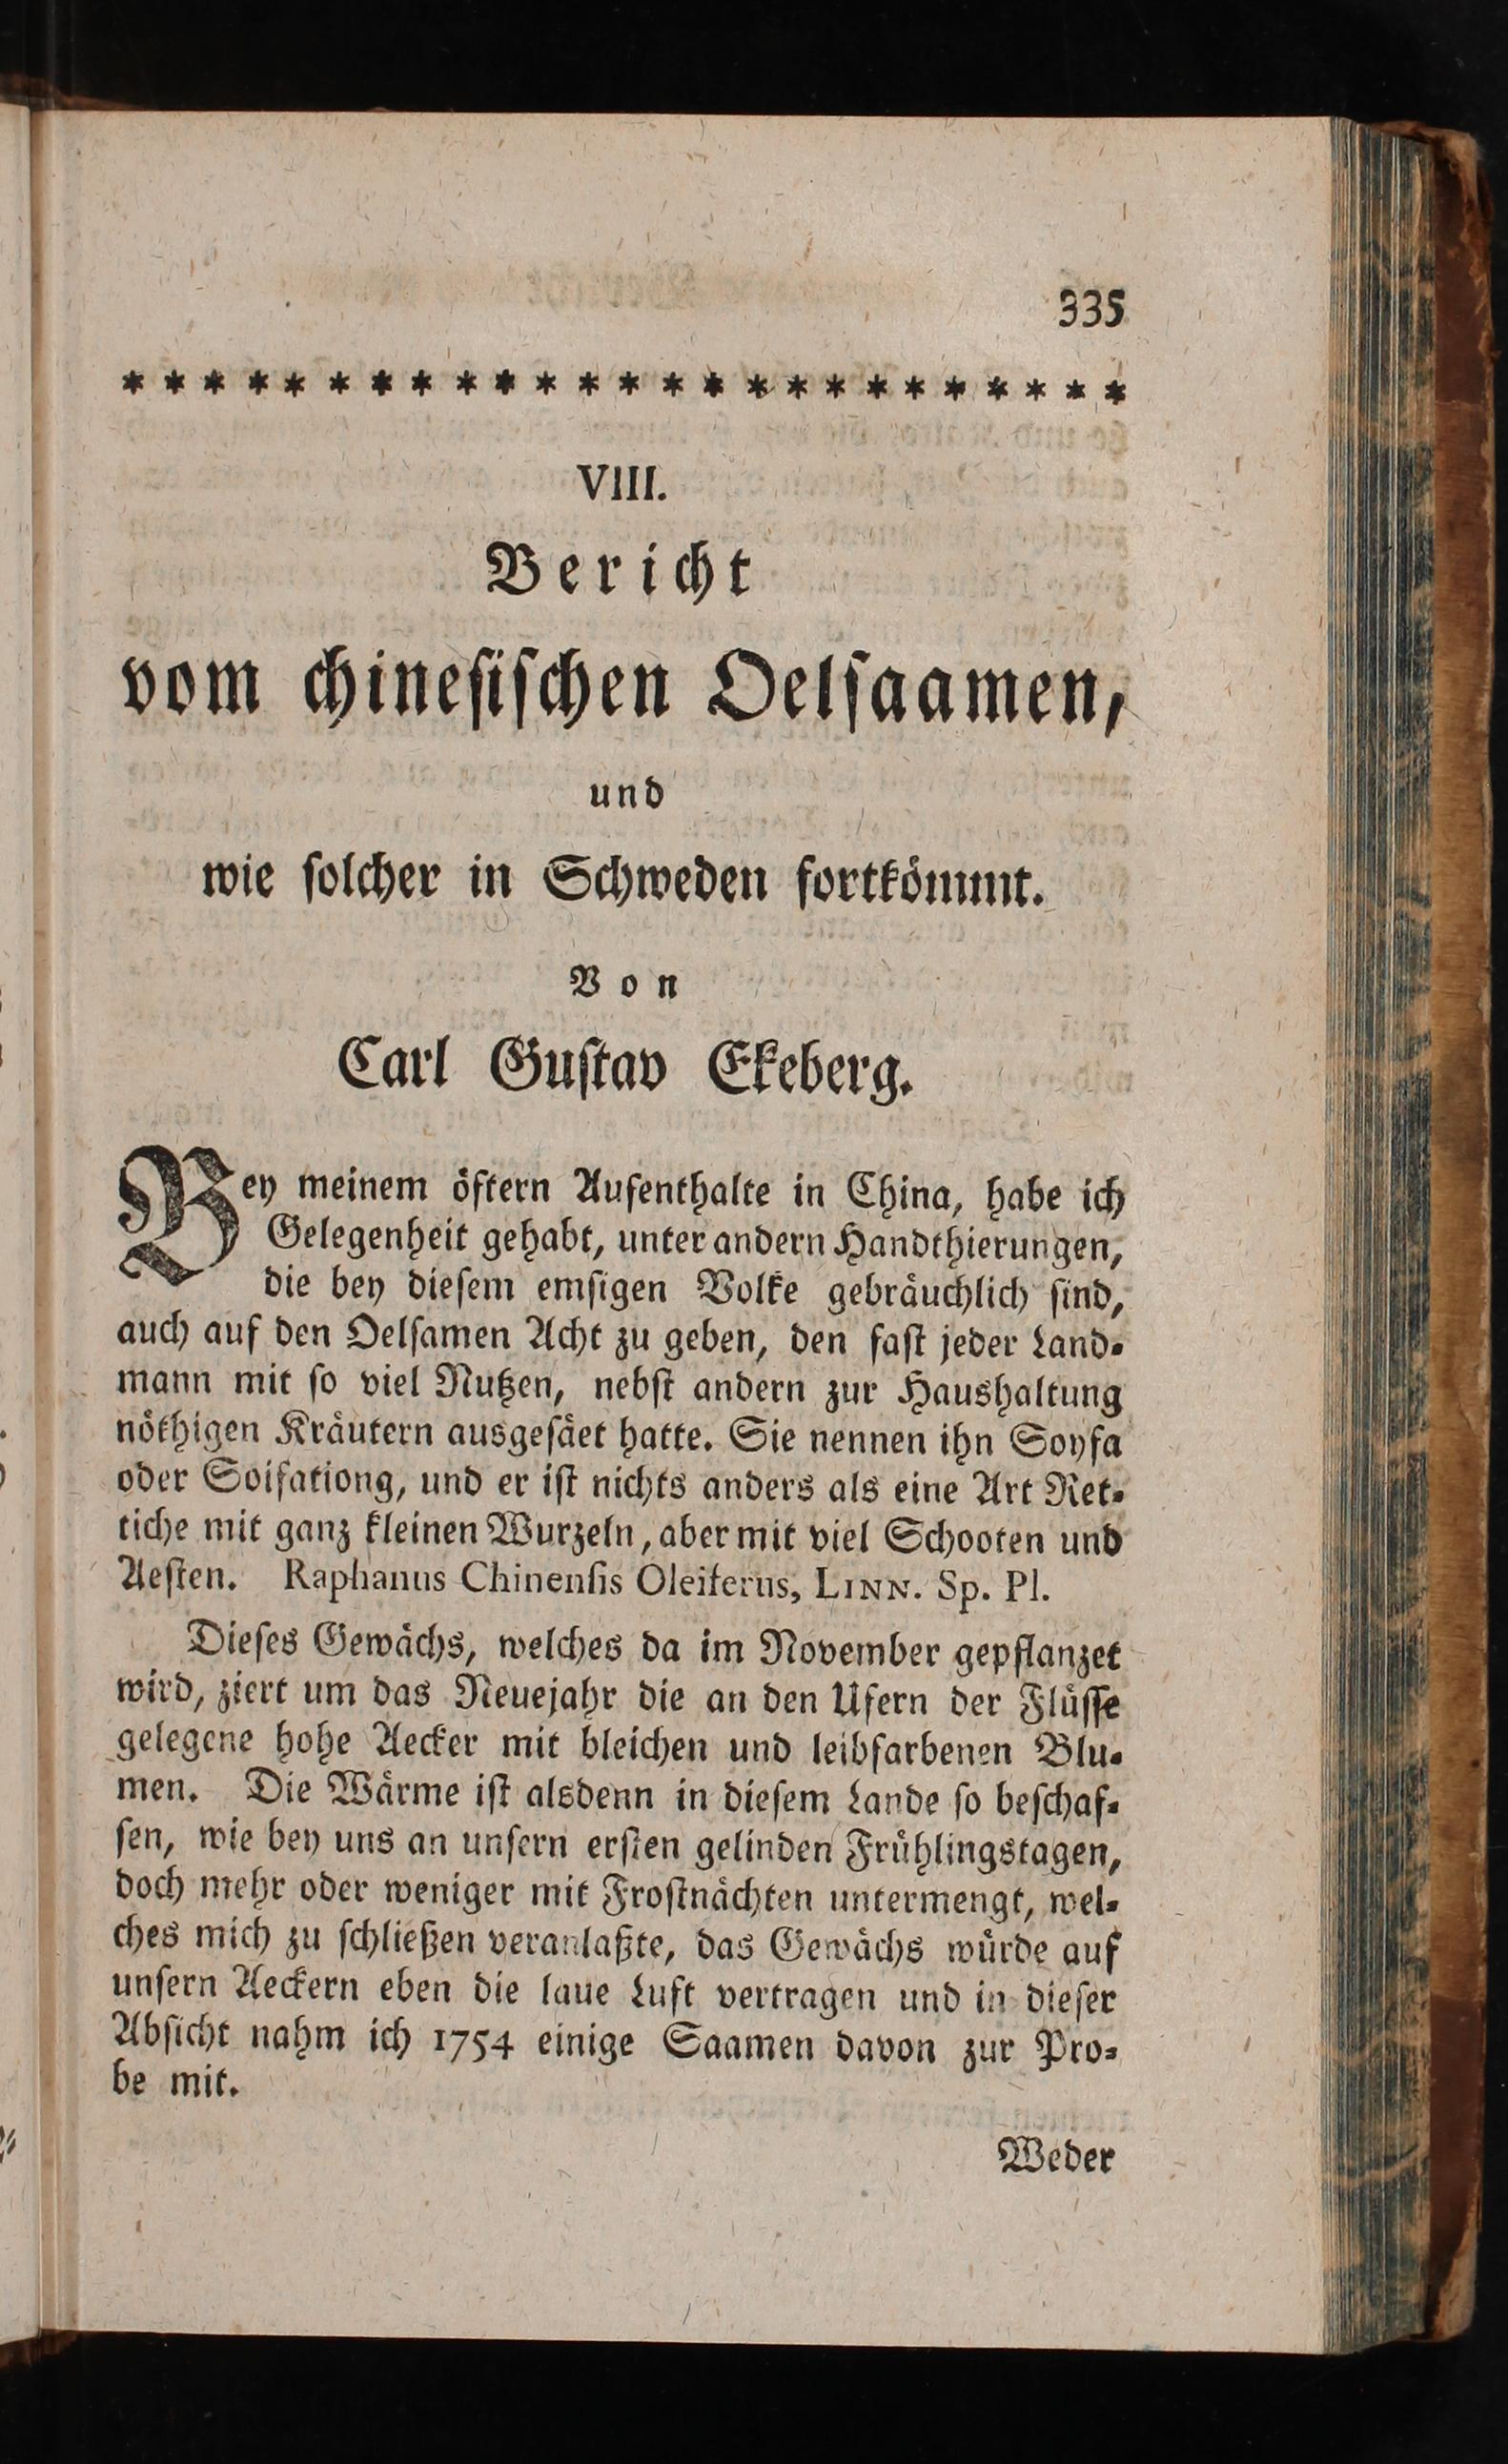 335
* * * * * * * * * * * * * * * * * * * * * * * * *
VIII.
Bericht
vom chineſiſchen Oelſaamen,
und
wie ſolcher in Schweden fortkömmt.
Von
Carl Guſtav Ekeberg.
Bey meinem öftern Aufenthalte in China, habe ich
Gelegenheit gehabt, unter andern Handthierungen,
die bey dieſem emſigen Volke gebräuchlich ſind,
auch auf den Oelſamen Acht zu geben, den faſt jeder Land-
mann mit ſo viel Nutzen, nebſt andern zur Haushaltung
nöthigen Kräutern ausgeſäet hatte. Sie nennen ihn Soyfa
oder Soifationg, und er iſt nichts anders als eine Art Ret-
tiche mit ganz kleinen Wurzeln, aber mit viel Schooten und
Aeſten. Raphanus Chinenſis Oleiferus, LINN. Sp. Pl.
Dieſes Gewächs, welches da im November gepflanzet
wird, ziert um das Neuejahr die an den Ufern der Flüſſe
gelegene hohe Aecker mit bleichen und leibfarbenen Blu-
men. Die Wärme iſt alsdenn in dieſem Lande ſo beſchaf-
fen, wie bey uns an unſern erſten gelinden Frühlingstagen,
doch mehr oder weniger mit Froſtnächten untermengt, wel-
ches mich zu ſchließen veranlaßte, das Gewächs würde auf
unſern Aeckern eben die laue Luft vertragen und in dieſer
Abſicht nahm ich 1754 einige Saamen davon zur Pro-
be mit.
Weder